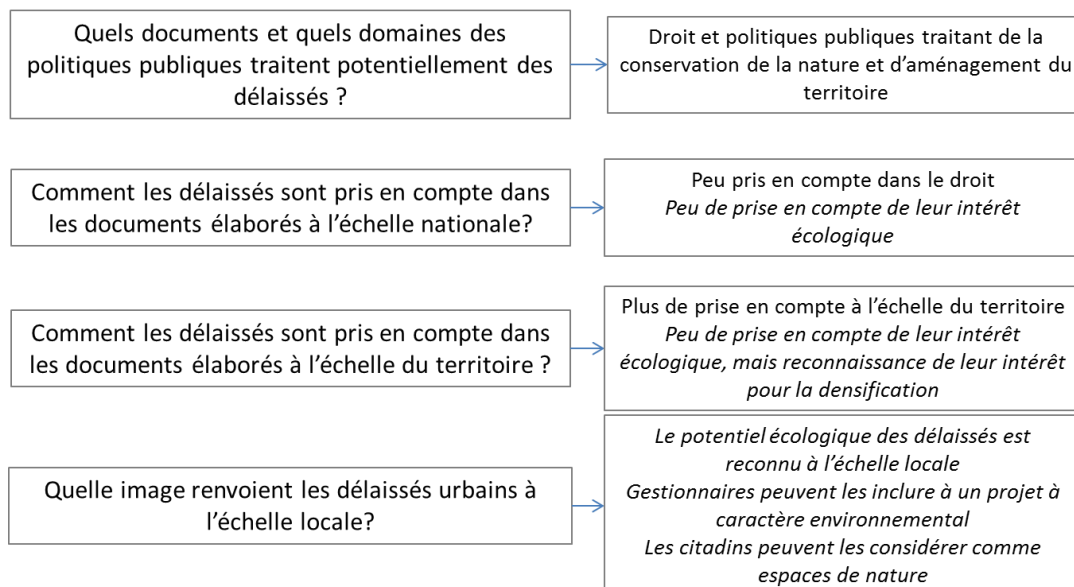 Quels documents et quels domaines des
politiques publiques traitent potentiellement des
délaissés ?
Droit et politiques publiques traitant de la
conservation de la nature et d’aménagement du
territoire
Comment les délaissés sont pris en compte dans
les documents élaborés à l’échelle nationale?
Peu pris en compte dans le droit
Peu de prise en compte de leur intérêt
écologique
Comment les délaissés sont pris en compte dans
les documents élaborés à l’échelle du territoire ?
Plus de prise en compte à l’échelle du territoire
Peu de prise en compte de leur intérêt
écologique, mais reconnaissance de leur intérêt
pour la densification
Quelle image renvoient les délaissés urbains à
l’échelle locale?
Le potentiel écologique des délaissés est
reconnu à l’échelle locale
Gestionnaires peuvent les inclure à un projet à
caractère environnemental
Les citadins peuvent les considérer comme
espaces de nature